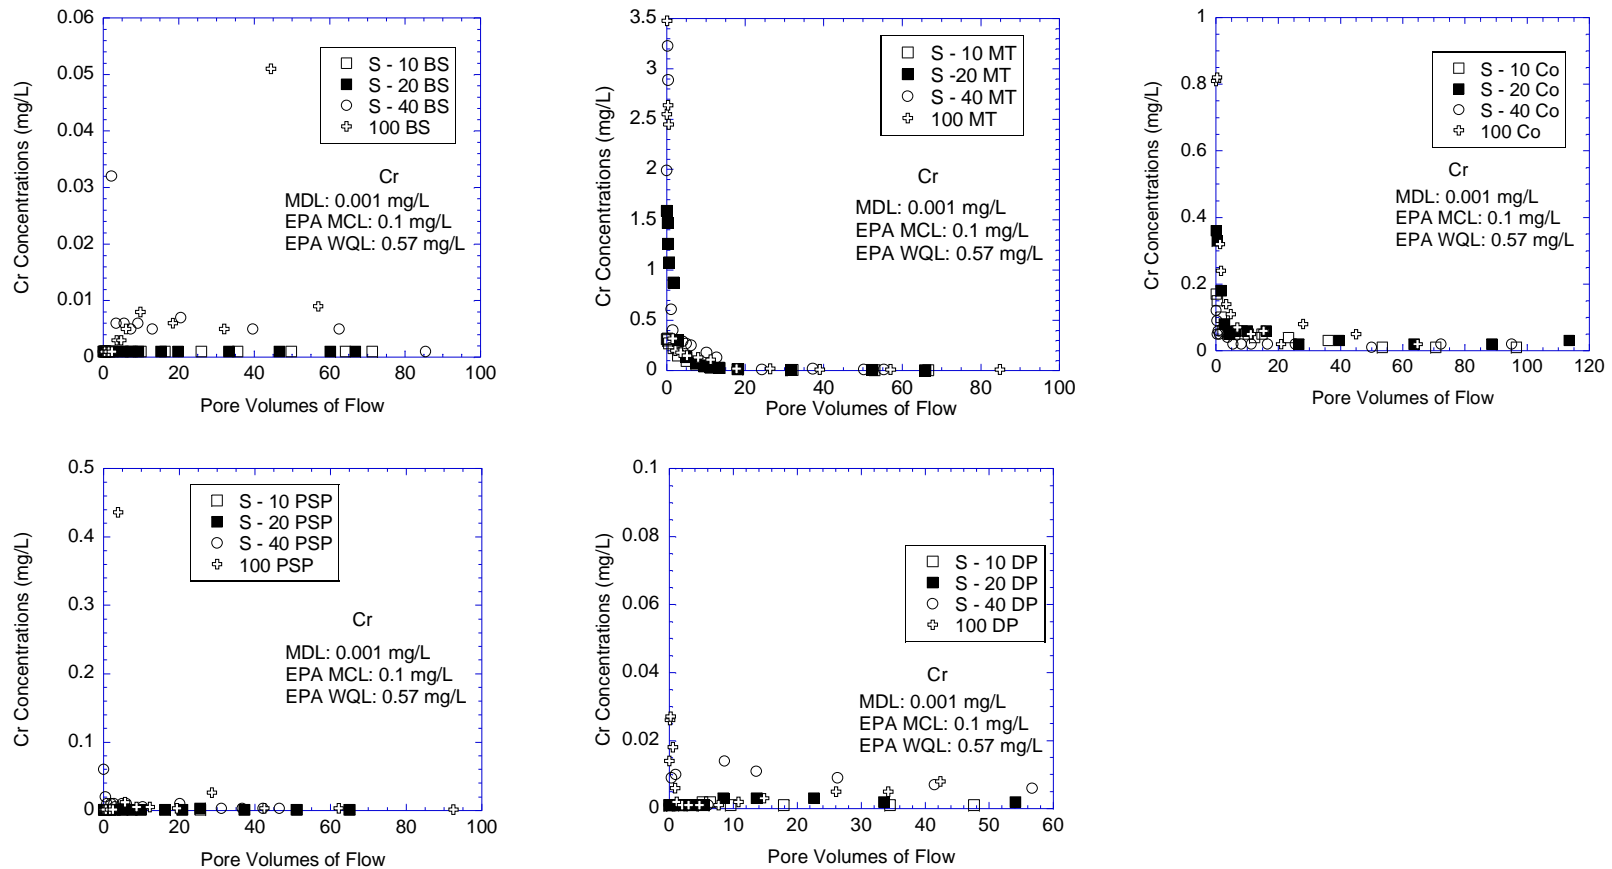 0.06
0.05
0.04
0.03
0.02
0.01
0
Cr Concentrations (mg/L)
S - 10 BS
S - 20 BS
S - 40 BS
100 BS
Cr
MDL: 0.001 mg/L
EPA MCL: 0.1 mg/L
EPA WQL: 0.57 mg/L
0 20 40 60 80 100
Pore Volumes of Flow
3.5
3
2.5
2
1.5
1
0.5
0
Cr Concentrations (mg/L)
S - 10 MT
S -20 MT
S - 40 MT
100 MT
Cr
MDL: 0.001 mg/L
EPA MCL: 0.1 mg/L
EPA WQL: 0.57 mg/L
0 20 40 60 80 100
Pore Volumes of Flow
1
0.8
0.6
0.4
0.2
0
Cr Concentrations (mg/L)
S - 10 Co
S - 20 Co
S - 40 Co
100 Co
Cr
MDL: 0.001 mg/L
EPA MCL: 0.1 mg/L
EPA WQL: 0.57 mg/L
0 20 40 60 80 100 120
Pore Volumes of Flow
0.5
0.4
0.3
0.2
0.1
0
Cr Concentrations (mg/L)
S - 10 PSP
S - 20 PSP
S - 40 PSP
100 PSP
Cr
MDL: 0.001 mg/L
EPA MCL: 0.1 mg/L
EPA WQL: 0.57 mg/L
0 20 40 60 80 100
Pore Volumes of Flow
0.1
0.08
0.06
0.04
0.02
0
Cr Concentrations (mg/L)
S - 10 DP
S - 20 DP
S - 40 DP
100 DP
Cr
MDL: 0.001 mg/L
EPA MCL: 0.1 mg/L
EPA WQL: 0.57 mg/L
0 10 20 30 40 50 60
Pore Volumes of Flow